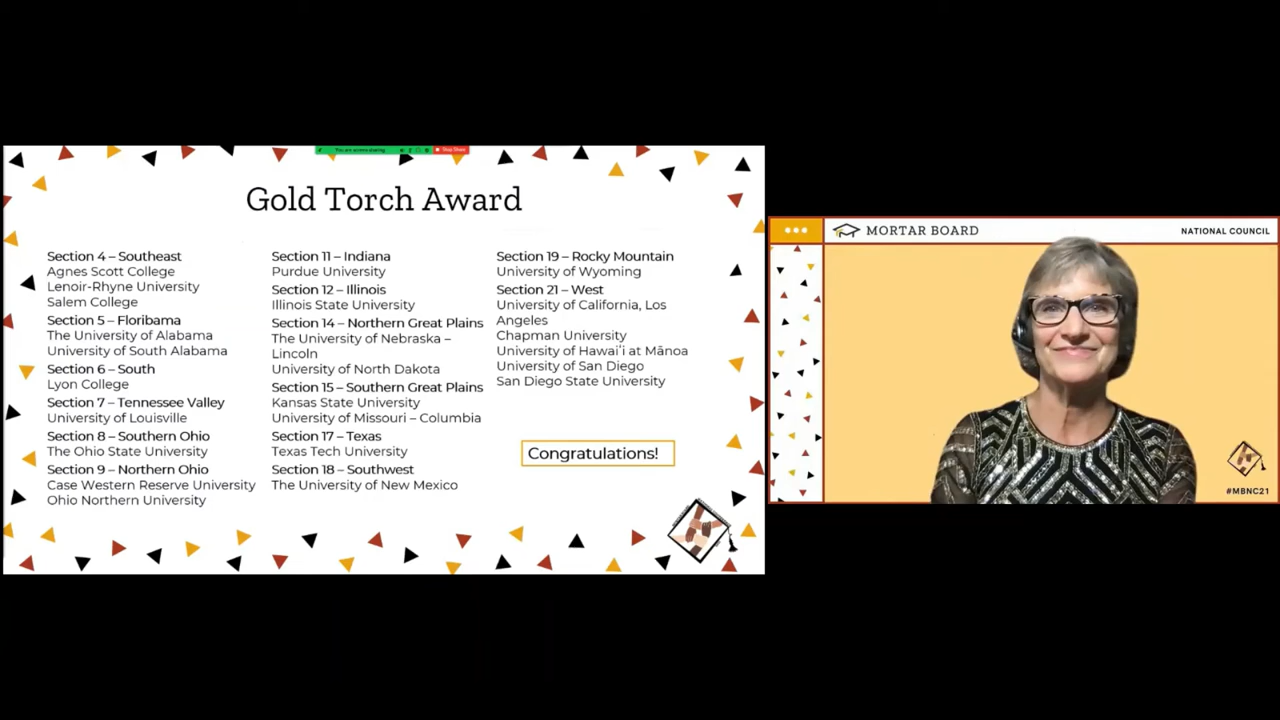 You are screen sharing
Stop Share
Gold Torch Award
Section 4 – Southeast
Agnes Scott College
Lenoir-Rhyne University
Salem College
Section 5 – Floribama
The University of Alabama
University of South Alabama
Section 6 – South
Lyon College
Section 7 – Tennessee Valley
University of Louisville
Section 8 – Southern Ohio
The Ohio State University
Section 9 – Northern Ohio
Case Western Reserve University
Ohio Northern University
Section 11 – Indiana
Purdue University
Section 12 – Illinois
Illinois State University
Section 14 – Northern Great Plains
The University of Nebraska –
Lincoln
University of North Dakota
Section 15 – Southern Great Plains
Kansas State University
University of Missouri – Columbia
Section 17 – Texas
Texas Tech University
Section 18 – Southwest
The University of New Mexico
Section 19 – Rocky Mountain
University of Wyoming
Section 21 – West
University of California, Los
Angeles
Chapman University
University of Hawaiʻi at Mānoa
University of San Diego
San Diego State University
Congratulations!
MORTAR BOARD
NATIONAL COUNCIL
#MBNC21